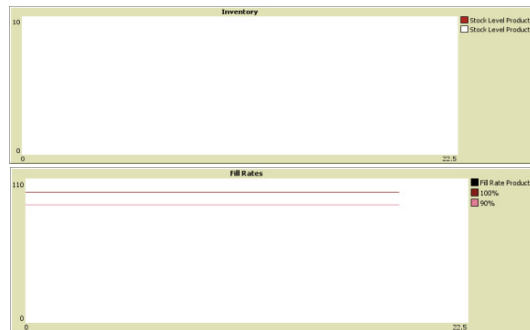 Inventory
10
0
0
22.5
Stock Level Product
Stock Level Product
Fill Rates
110
0
0
22.5
Fill Rate Product
100%
90%